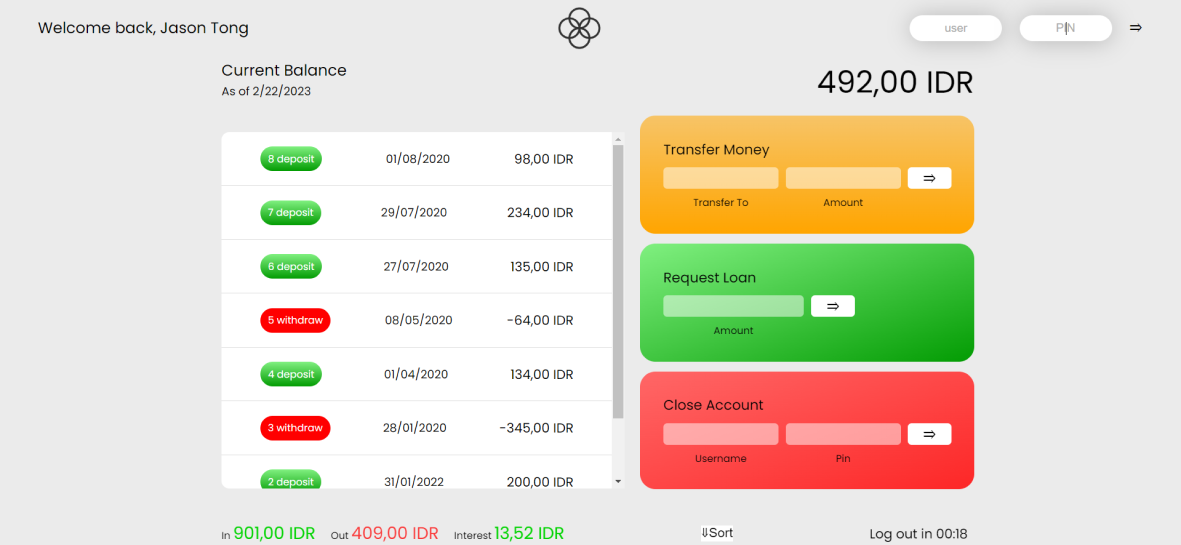 Welcome back, Jason Tong
user
PIN
⇒
Current Balance
As of 2/22/2023
492,00 IDR
8 deposit 01/08/2020 98,00 IDR
7 deposit 29/07/2020 234,00 IDR
6 deposit 27/07/2020 135,00 IDR
5 withdraw 08/05/2020 -64,00 IDR
4 deposit 01/04/2020 134,00 IDR
3 withdraw 28/01/2020 -345,00 IDR
2 deposit 31/01/2022 200,00 IDR
Transfer Money
⇒
Transfer To Amount
Request Loan
⇒
Amount
Close Account
⇒
Username Pin
In 901,00 IDR Out 409,00 IDR Interest 13,52 IDR
⇓Sort
Log out in 00:18